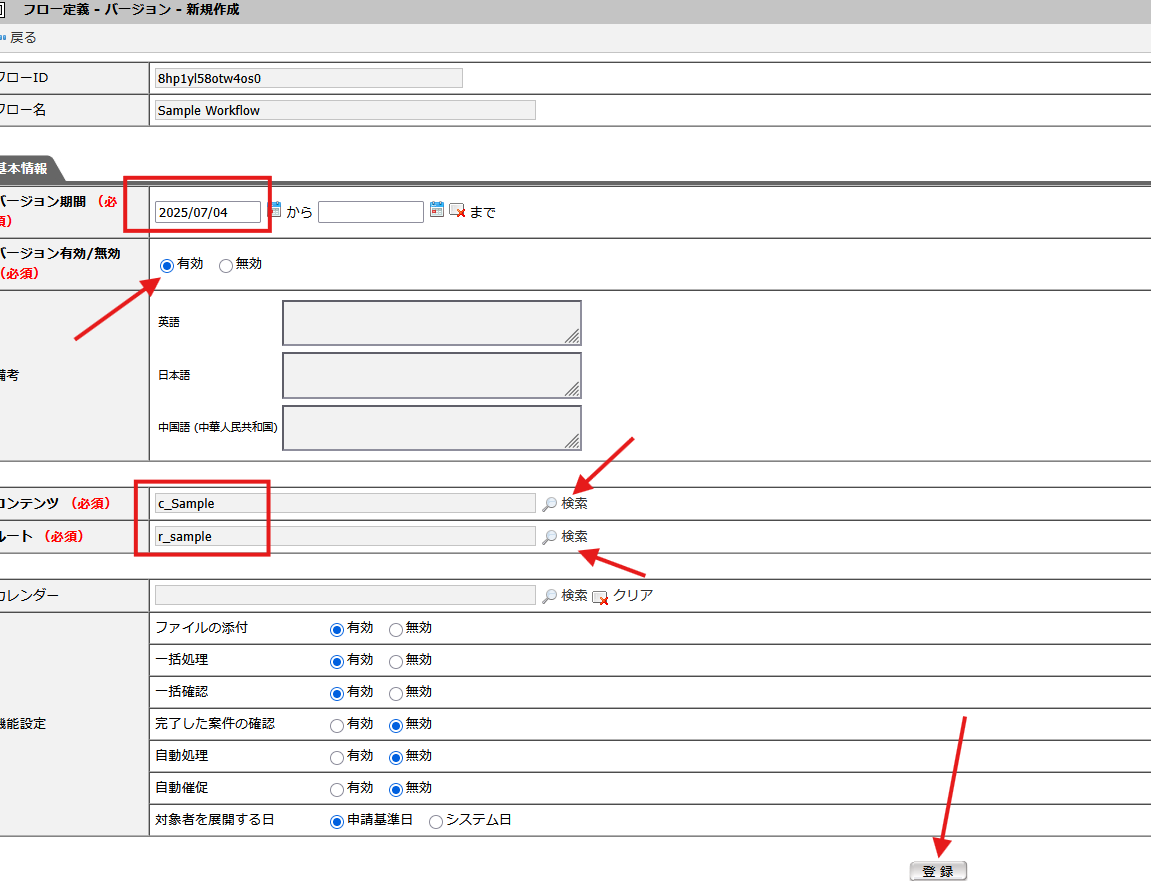 フロー定義 - バージョン - 新規作成
戻る
フローID 8hp1yl58otw4os0
フロー名 Sample Workflow
基本情報
バージョン期間 (必
須) 2025/07/04 から まで
バージョン有効/無効
(必須) 有効 無効
備考
英語
日本語
中国語 (中華人民共和国)
コンテンツ (必須) c_Sample 検索
ルート (必須) r_sample 検索
カレンダー 検索 クリア
機能設定
ファイルの添付 有効 無効
一括処理 有効 無効
一括確認 有効 無効
完了した案件の確認 有効 無効
自動処理 有効 無効
自動催促 有効 無効
対象者を展開する日 申請基準日 システム日
登録